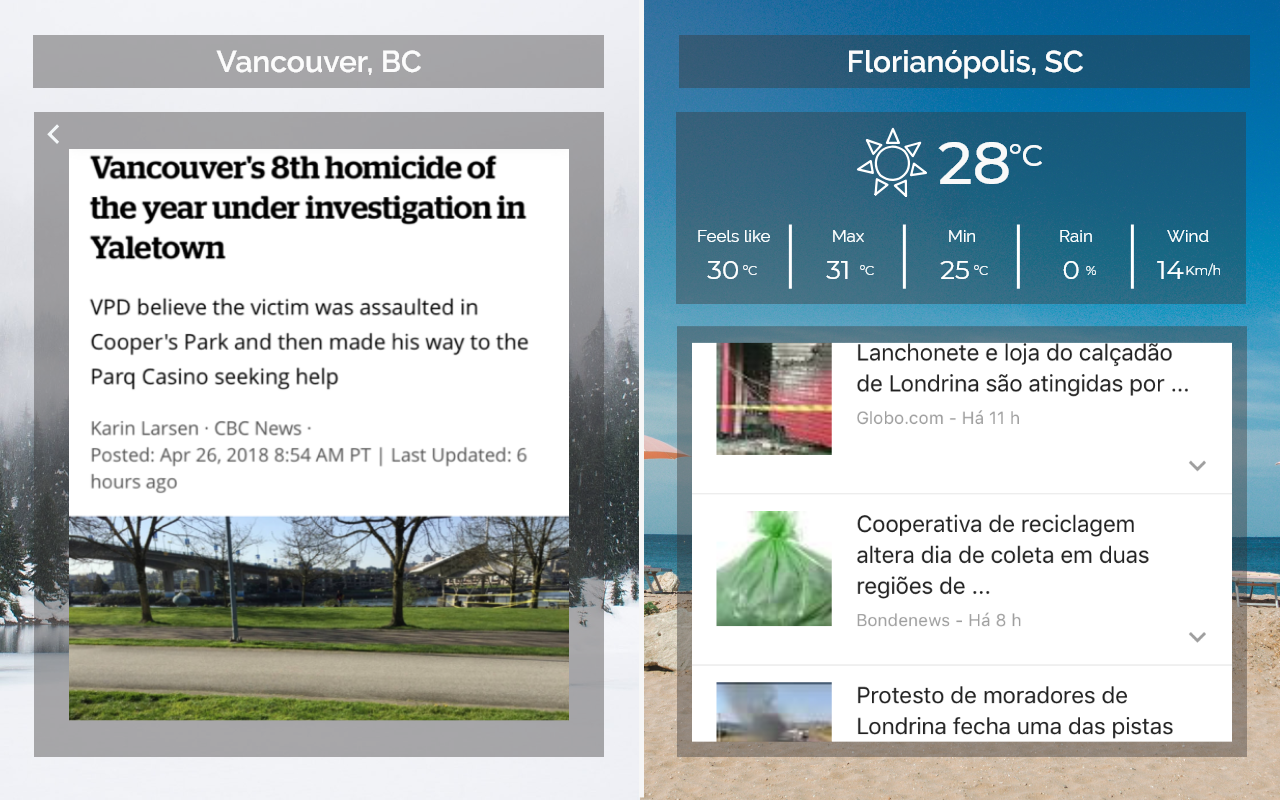 Vancouver, BC
Vancouver's 8th homicide of
the year under investigation in
Yaletown
VPD believe the victim was assaulted in
Cooper's Park and then made his way to the
Parq Casino seeking help
Karin Larsen · CBC News ·
Posted: Apr 26, 2018 8:54 AM PT | Last Updated: 6
hours ago
Florianópolis, SC
28°C
Feels like Max Min Rain Wind
30 °C 31 °C 25 °C 0 % 14 Km/h
Lanchonete e loja do calçadão
de Londrina são atingidas por ...
Globo.com - Há 11 h
Cooperativa de reciclagem
altera dia de coleta em duas
regiões de ...
Bondenews - Há 8 h
Protesto de moradores de
Londrina fecha uma das pistas